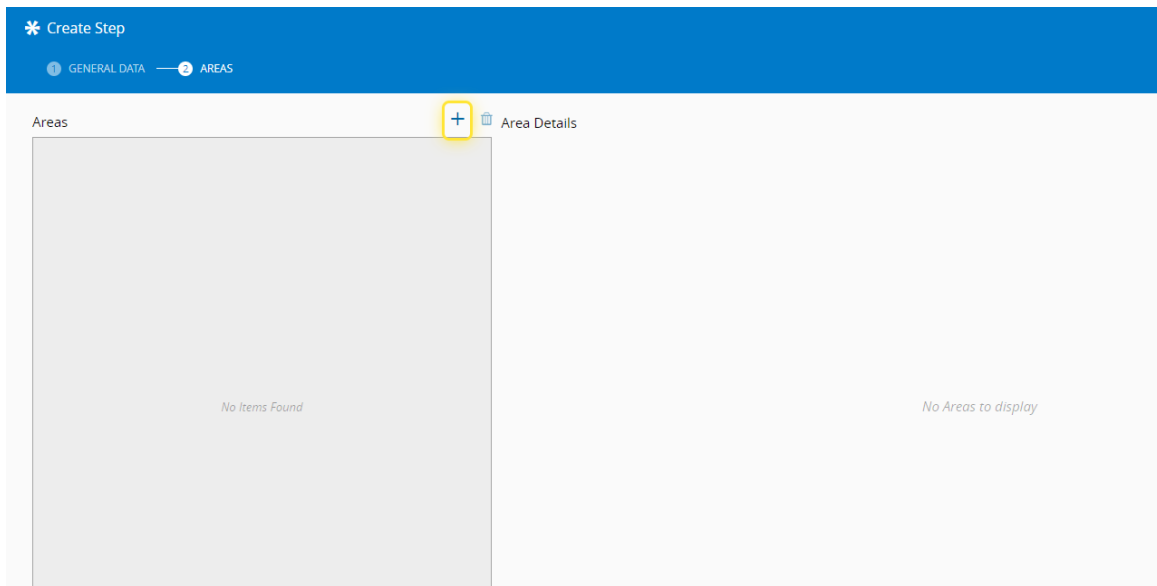 Create Step
1 GENERAL DATA 2 AREAS
Areas
Area Details
No Items Found
No Areas to display